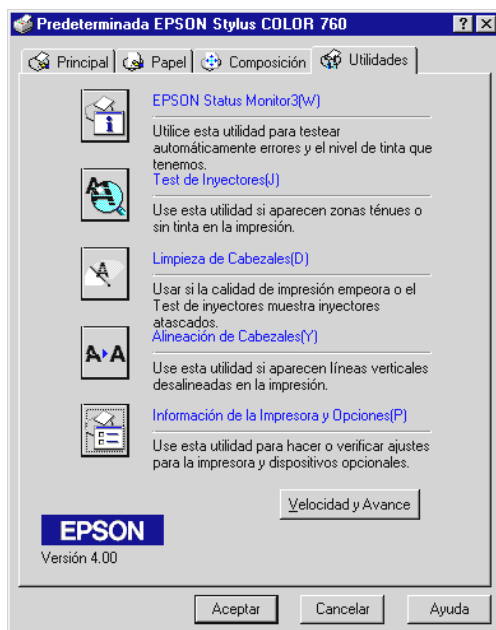 Predeterminada EPSON Stylus COLOR 760
Principal
Papel
Composición
Utilidades
EPSON Status Monitor3(W)
Utilice esta utilidad para testear
automáticamente errores y el nivel de tinta que
tenemos.
Test de Inyectores(J)
Use esta utilidad si aparecen zonas ténues o
sin tinta en la impresión.
Limpieza de Cabezales(D)
Usar si la calidad de impresión empeora o el
Test de inyectores muestra inyectores
atascados.
Alineación de Cabezales(Y)
Use esta utilidad si aparecen líneas verticales
desalineadas en la impresión.
Información de la Impresora y Opciones(P)
Use esta utilidad para hacer o verificar ajustes
para la impresora y dispositivos opcionales.
Velocidad y Avance
EPSON
Versión 4.00
Aceptar
Cancelar
Ayuda